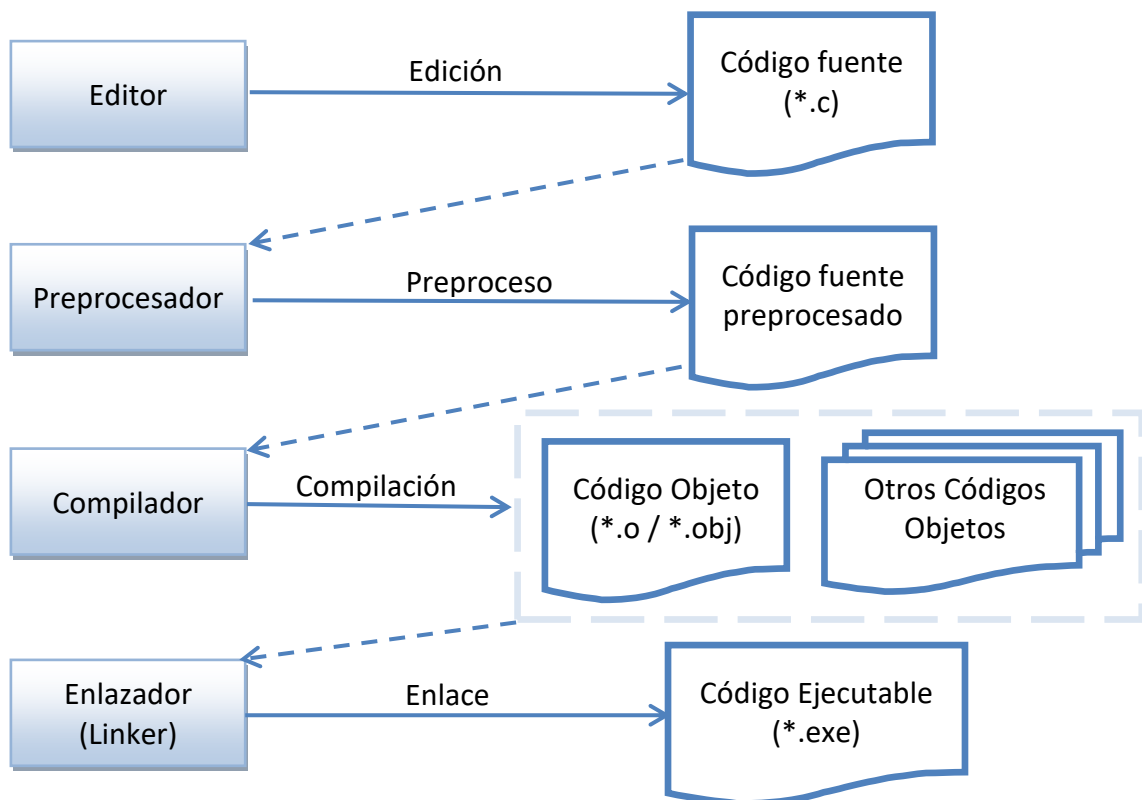 Editor
Edición
Código fuente
(*.c)
Preprocesador
Preproceso
Código fuente
preprocesado
Compilador
Compilación
Código Objeto
(*.o / *.obj)
Otros Códigos
Objetos
Enlazador
(Linker)
Enlace
Código Ejecutable
(*.exe)